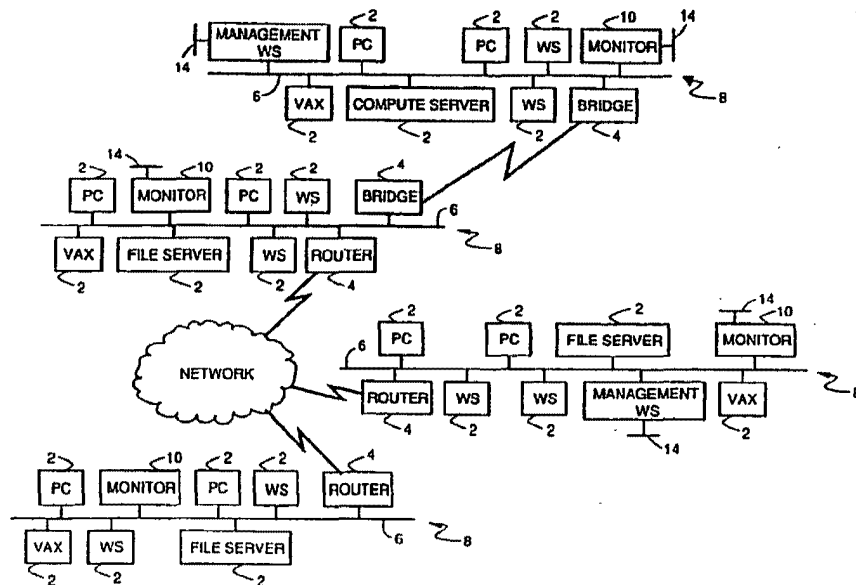 2 2 2 10 14
MANAGEMENT WS PC PC WS MONITOR
14
6 8
VAX COMPUTE SERVER WS BRIDGE
2 2 2 4
14
2 10 2 2 4
PC MONITOR PC WS BRIDGE
6
8
VAX FILE SERVER WS ROUTER
2 2 2 4
14
2 2 2 10
PC PC FILE SERVER MONITOR
6
NETWORK
8
ROUTER WS WS MANAGEMENT WS VAX
4 2 2 2
14
2 10 2 2 4
PC MONITOR PC WS ROUTER
6 8
VAX WS FILE SERVER
2 2 2